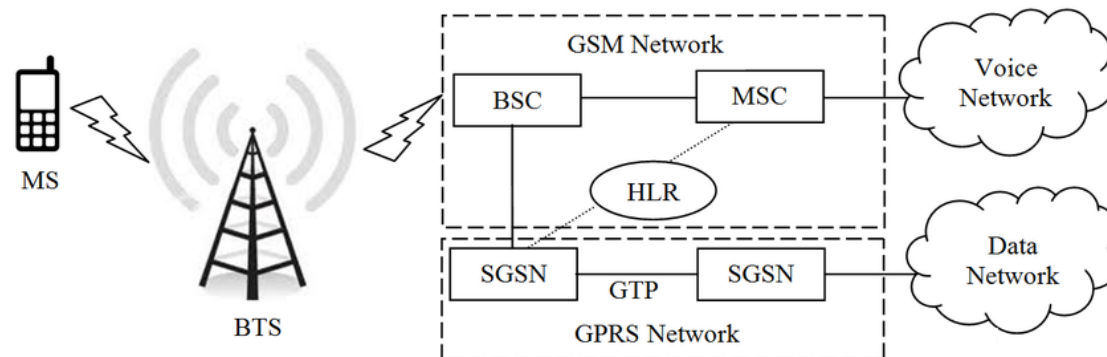 GSM Network
BSC
MSC
Voice
Network
MS
HLR
BTS
SGSN
GTP
SGSN
Data
Network
GPRS Network